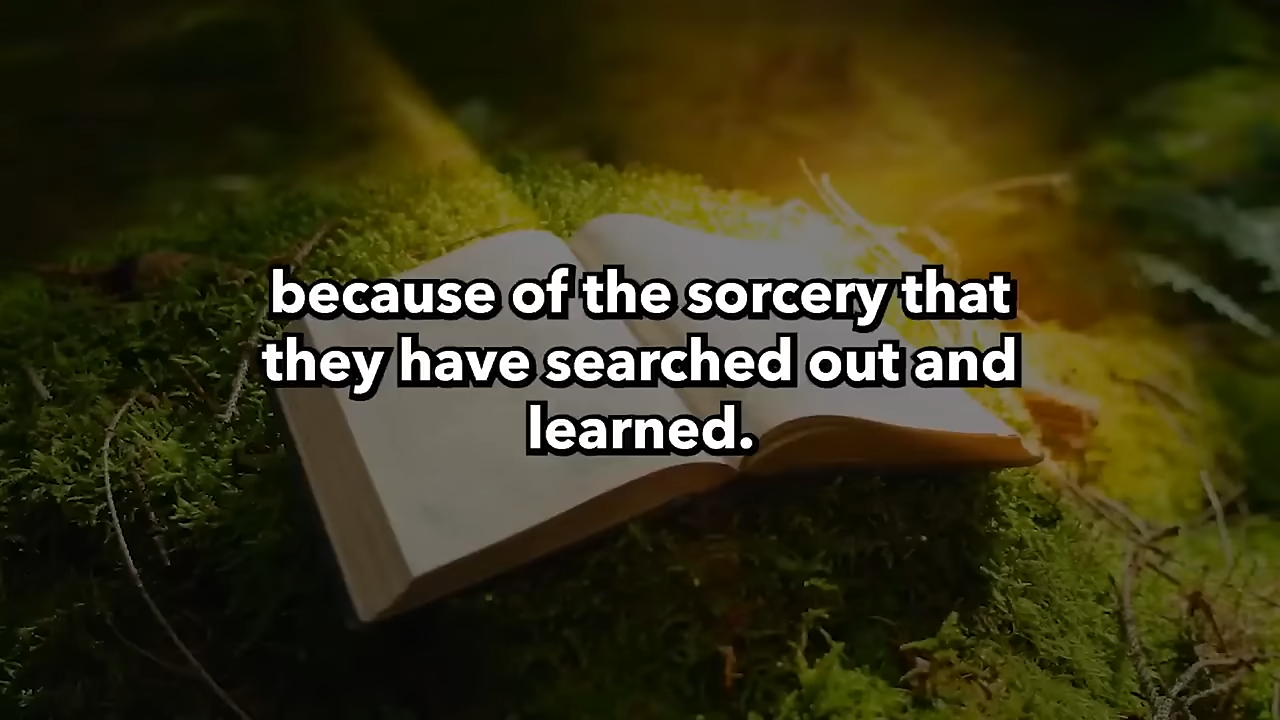 because of the sorcery that
they have searched out and
learned.